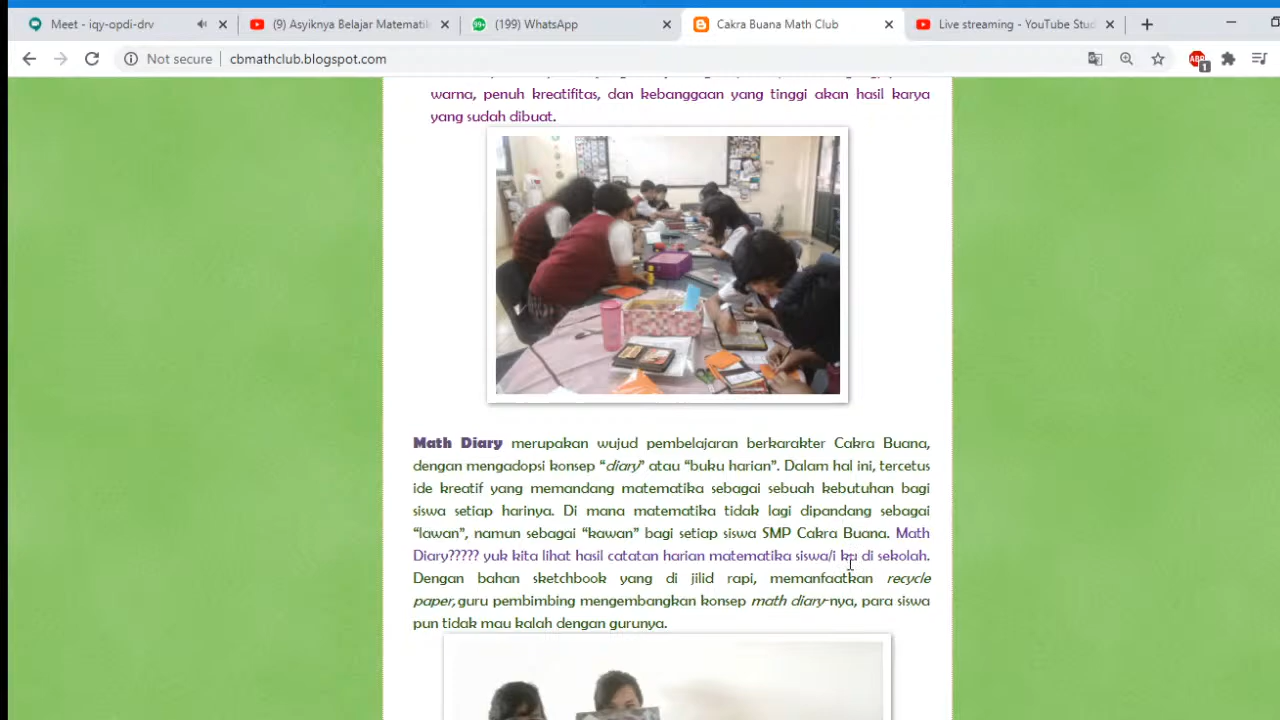 Meet - iqy-opdi-drv
(9) Asyiknya Belajar Matematil
99+
(199) WhatsApp
Cakra Buana Math Club
Live streaming - YouTube Stud
Not secure
cbmathclub.blogspot.com
ABP
1
warna, penuh kreatifitas, dan kebanggaan yang tinggi akan hasil karya
yang sudah dibuat.
Math Diary merupakan wujud pembelajaran berkarakter Cakra Buana,
dengan mengadopsi konsep “diary” atau “buku harian”. Dalam hal ini, tercetus
ide kreatif yang memandang matematika sebagai sebuah kebutuhan bagi
siswa setiap harinya. Di mana matematika tidak lagi dipandang sebagai
“lawan”, namun sebagai “kawan” bagi setiap siswa SMP Cakra Buana. Math
Diary????? yuk kita lihat hasil catatan harian matematika siswa/i ku di sekolah.
Dengan bahan sketchbook yang di jilid rapi, memanfaatkan recycle
paper, guru pembimbing mengembangkan konsep math diary-nya, para siswa
pun tidak mau kalah dengan gurunya.